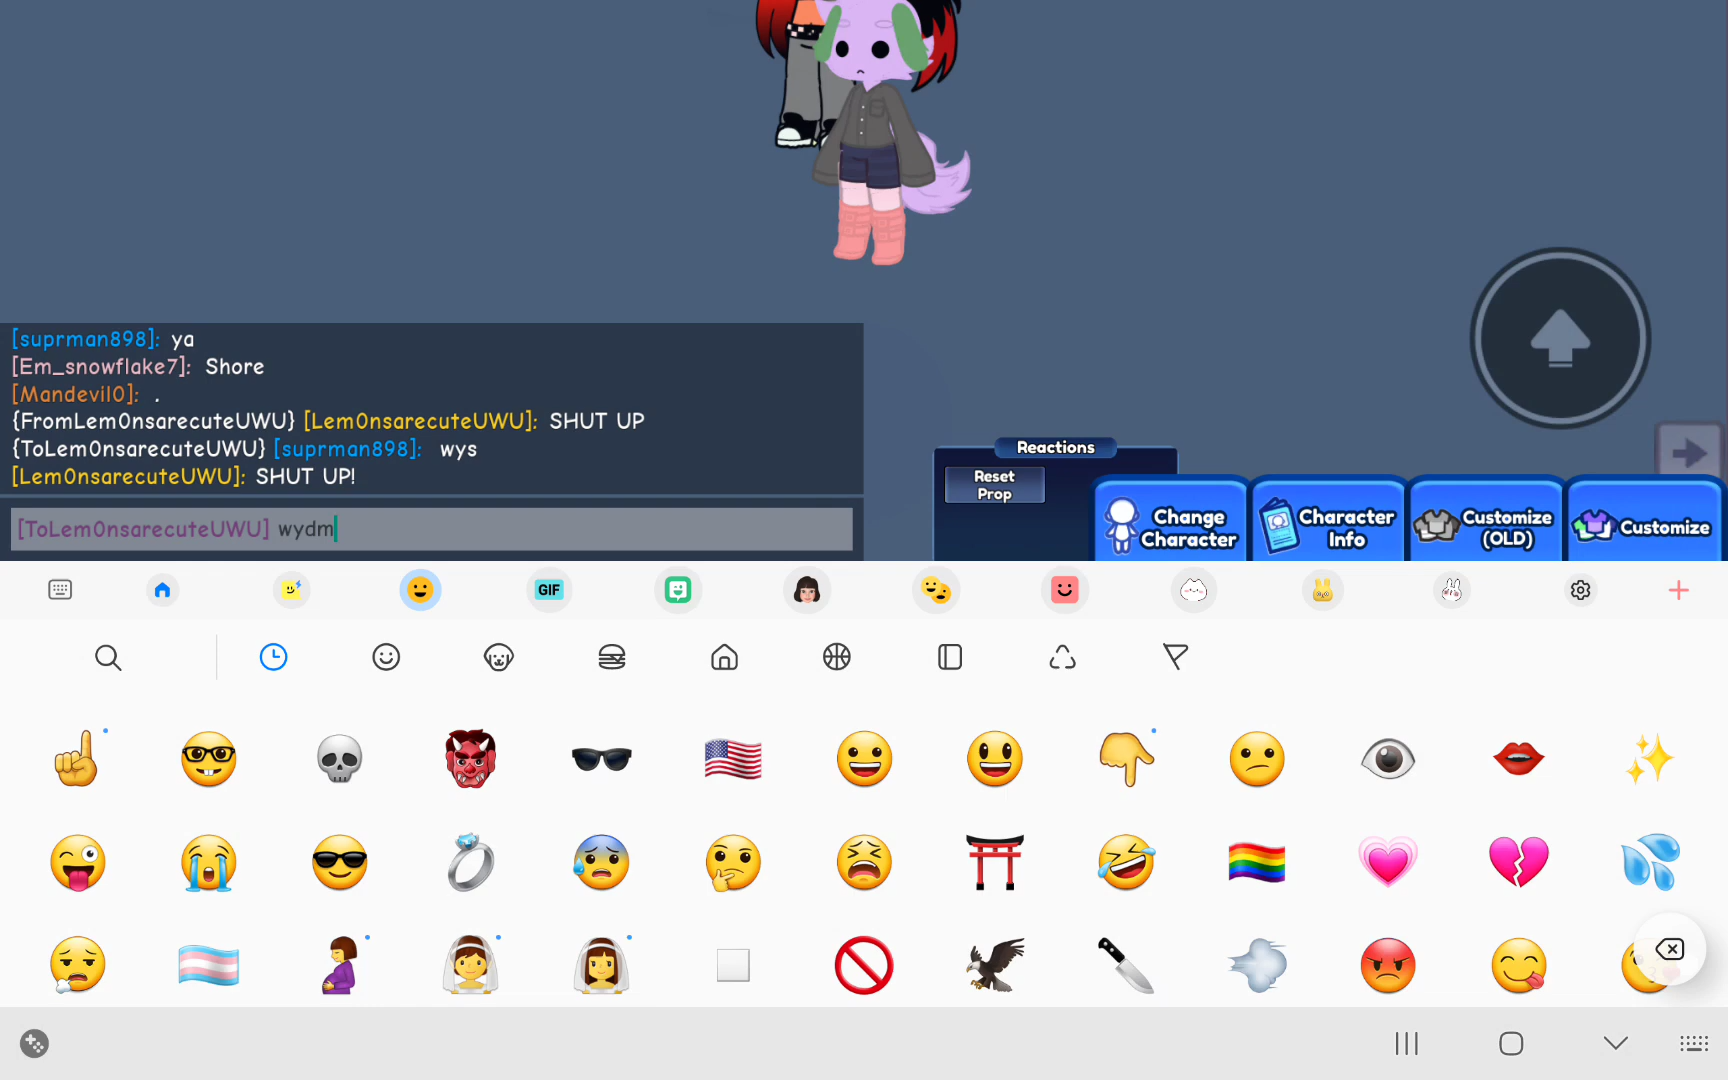 [suprman898]: ya
[Em_snowflake7]: Shore
[Mandevil0]: .
{FromLem0nsarecuteUWU} [Lem0nsarecuteUWU]: SHUT UP
{ToLem0nsarecuteUWU} [suprman898]: wys
[Lem0nsarecuteUWU]: SHUT UP!
[ToLem0nsarecuteUWU] wydm
Reactions
Reset
Prop
Change
Character
Character
Info
Customize
(OLD)
Customize
GIF